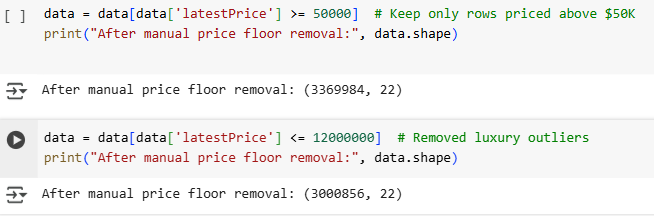 [ ] data = data[data['latestPrice'] >= 50000]  # Keep only rows priced above $50K
print("After manual price floor removal:", data.shape)
After manual price floor removal: (3369984, 22)
data = data[data['latestPrice'] <= 12000000]  # Removed luxury outliers
print("After manual price floor removal:", data.shape)
After manual price floor removal: (3000856, 22)